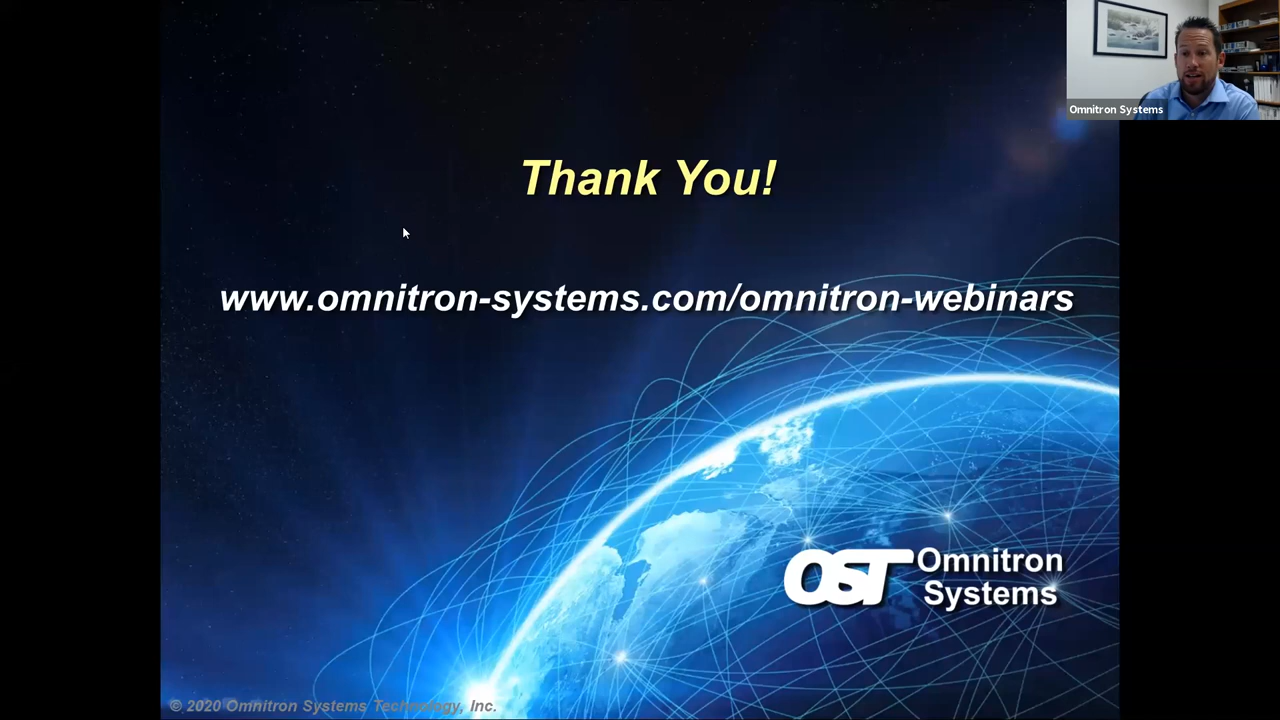 Omnitron Systems
Thank You!
www.omnitron-systems.com/omnitron-webinars
OST Omnitron
Systems
© 2020 Omnitron Systems Technology, Inc.